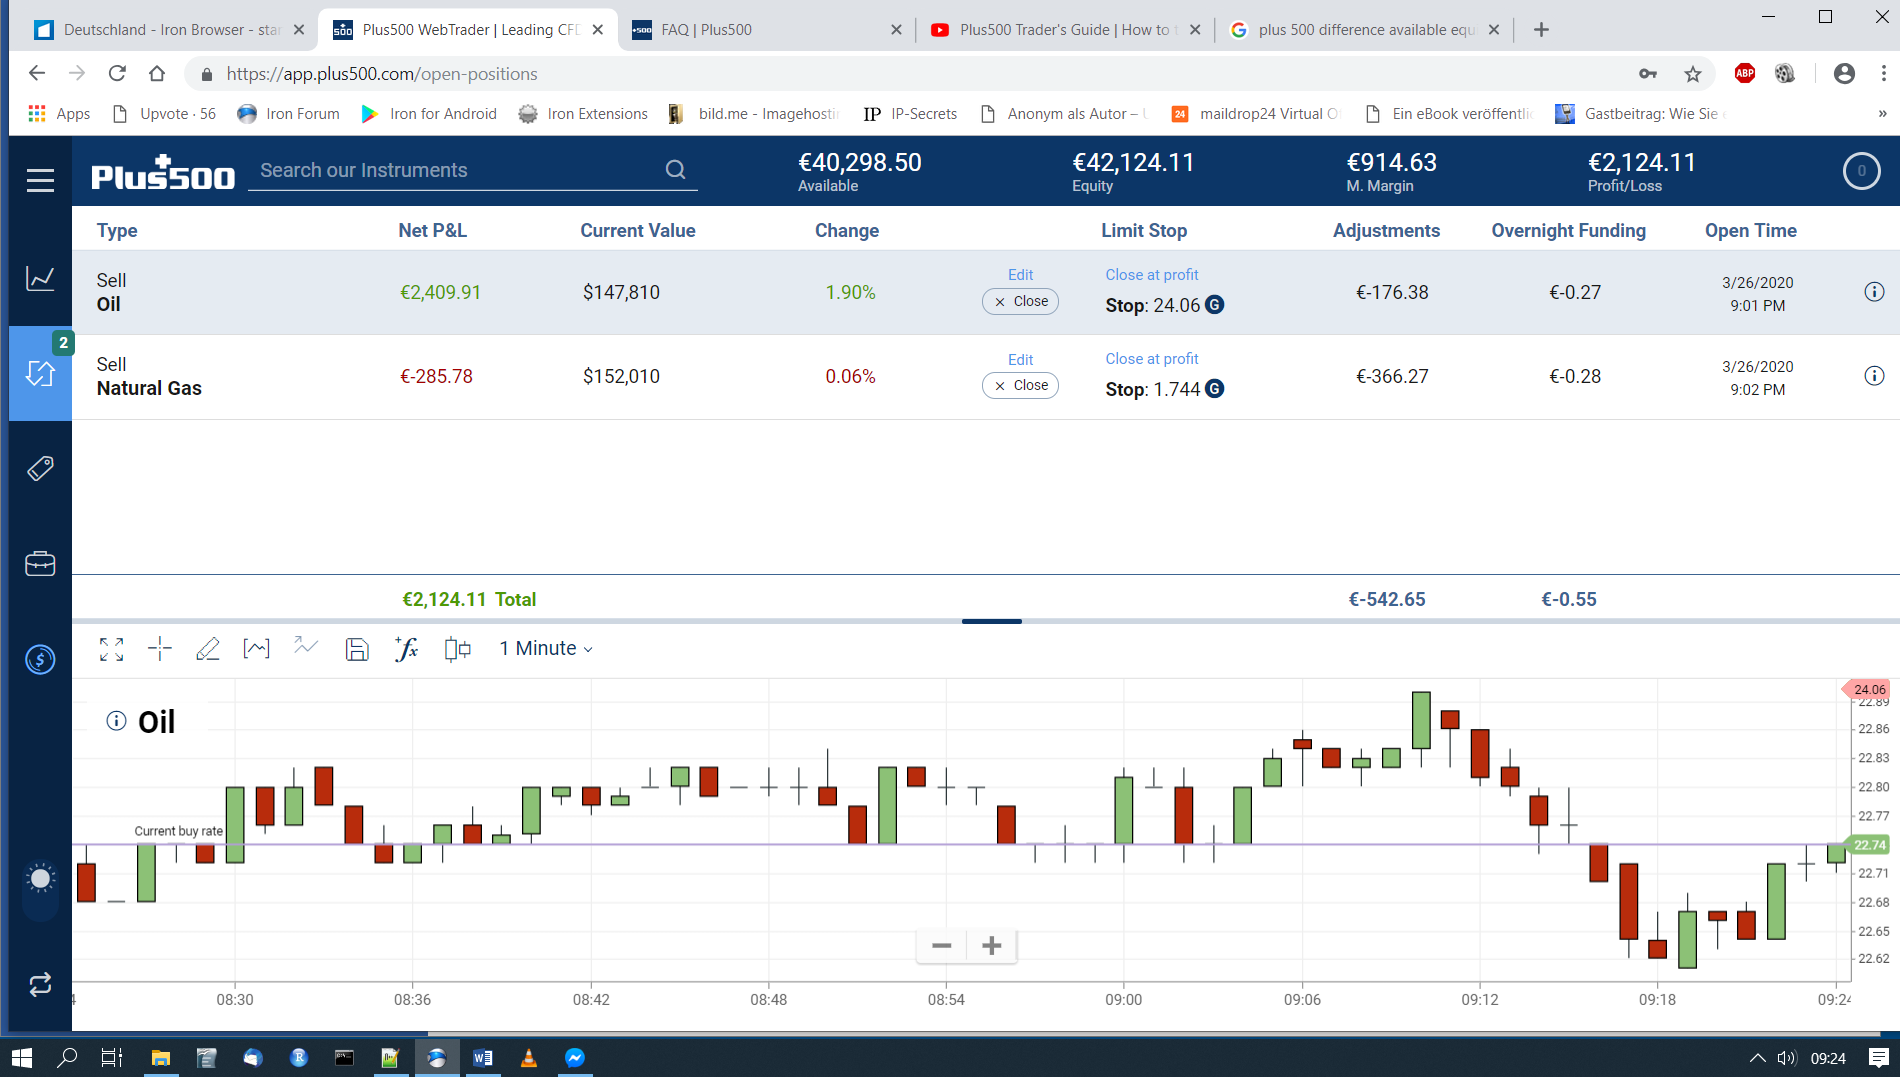 Deutschland - Iron Browser - star
Plus500 WebTrader | Leading CFD
FAQ | Plus500
Plus500 Trader's Guide | How to t
plus 500 difference available equ
https://app.plus500.com/open-positions
ABP
Apps
Upvote · 56
Iron Forum
Iron for Android
Iron Extensions
bild.me - Imagehostin
IP IP-Secrets
Anonym als Autor –
24 maildrop24 Virtual O
Ein eBook veröffentlic
Gastbeitrag: Wie Sie
»
Plus500
Search our Instruments
€40,298.50
Available
€42,124.11
Equity
€914.63
M. Margin
€2,124.11
Profit/Loss
0
Type Net P&L Current Value Change Limit Stop Adjustments Overnight Funding Open Time
Sell
Oil
€2,409.91
$147,810
1.90%
Edit
Close
Close at profit
Stop: 24.06 G
€-176.38
€-0.27
3/26/2020
9:01 PM
2
Sell
Natural Gas
€-285.78
$152,010
0.06%
Edit
Close
Close at profit
Stop: 1.744 G
€-366.27
€-0.28
3/26/2020
9:02 PM
€2,124.11 Total
€-542.65
€-0.55
1 Minute
Oil
Current buy rate
24.06
22.89
22.86
22.83
22.80
22.77
22.74
22.71
22.68
22.65
22.62
4 08:30 08:36 08:42 08:48 08:54 09:00 09:06 09:12 09:18 09:24
09:24